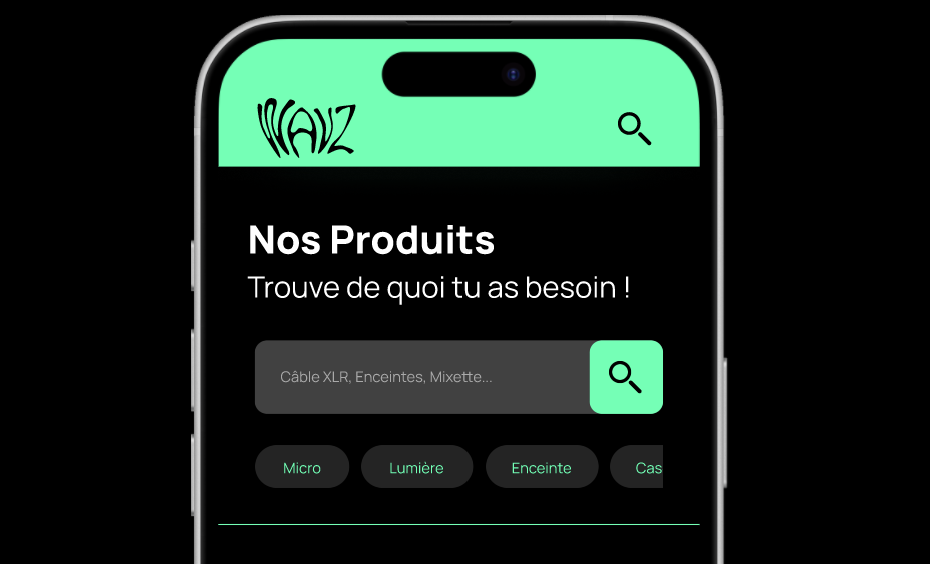 WAVZ
Nos Produits
Trouve de quoi tu as besoin !
Câble XLR, Enceintes, Mixette...
Micro Lumière Enceinte Cas